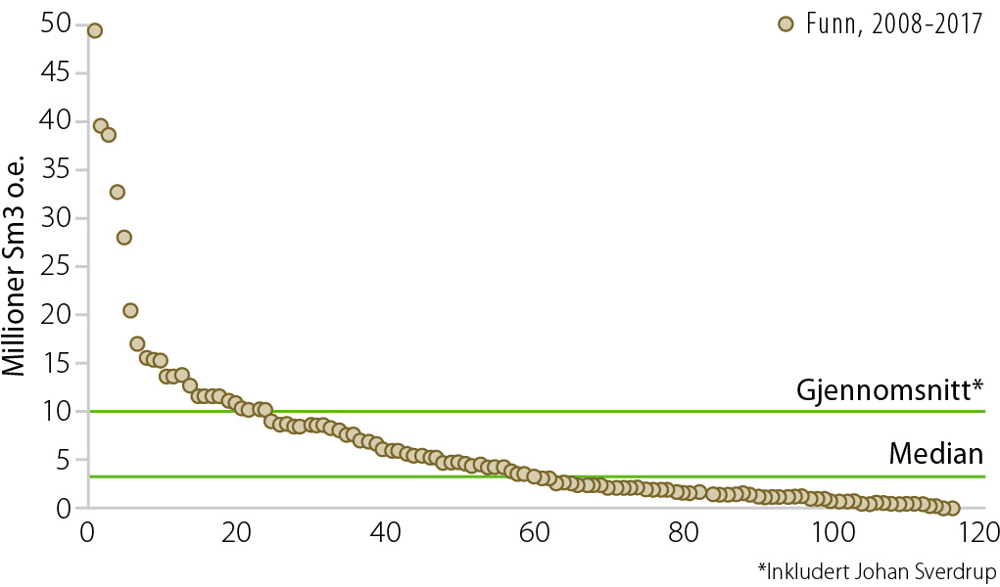 Funn, 2008-2017
Millioner Sm3 o.e.
50
45
40
35
30
25
20
15
10
5
0
Gjennomsnitt*
Median
0 20 40 60 80 100 120
*Inkludert Johan Sverdrup